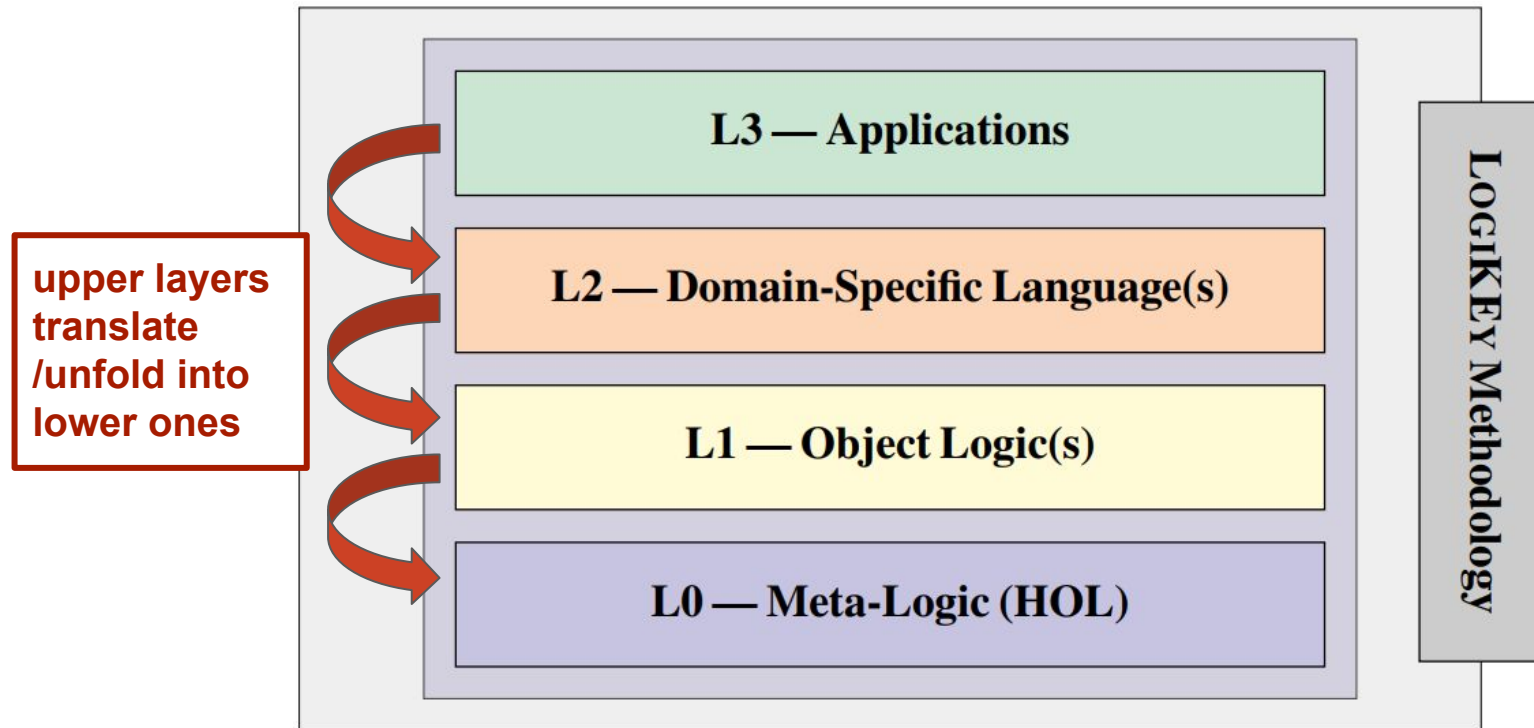 L3 — Applications
upper layers
translate
/unfold into
lower ones
L2 — Domain-Specific Language(s)
L1 — Object Logic(s)
L0 — Meta-Logic (HOL)
LOGIKEY Methodology